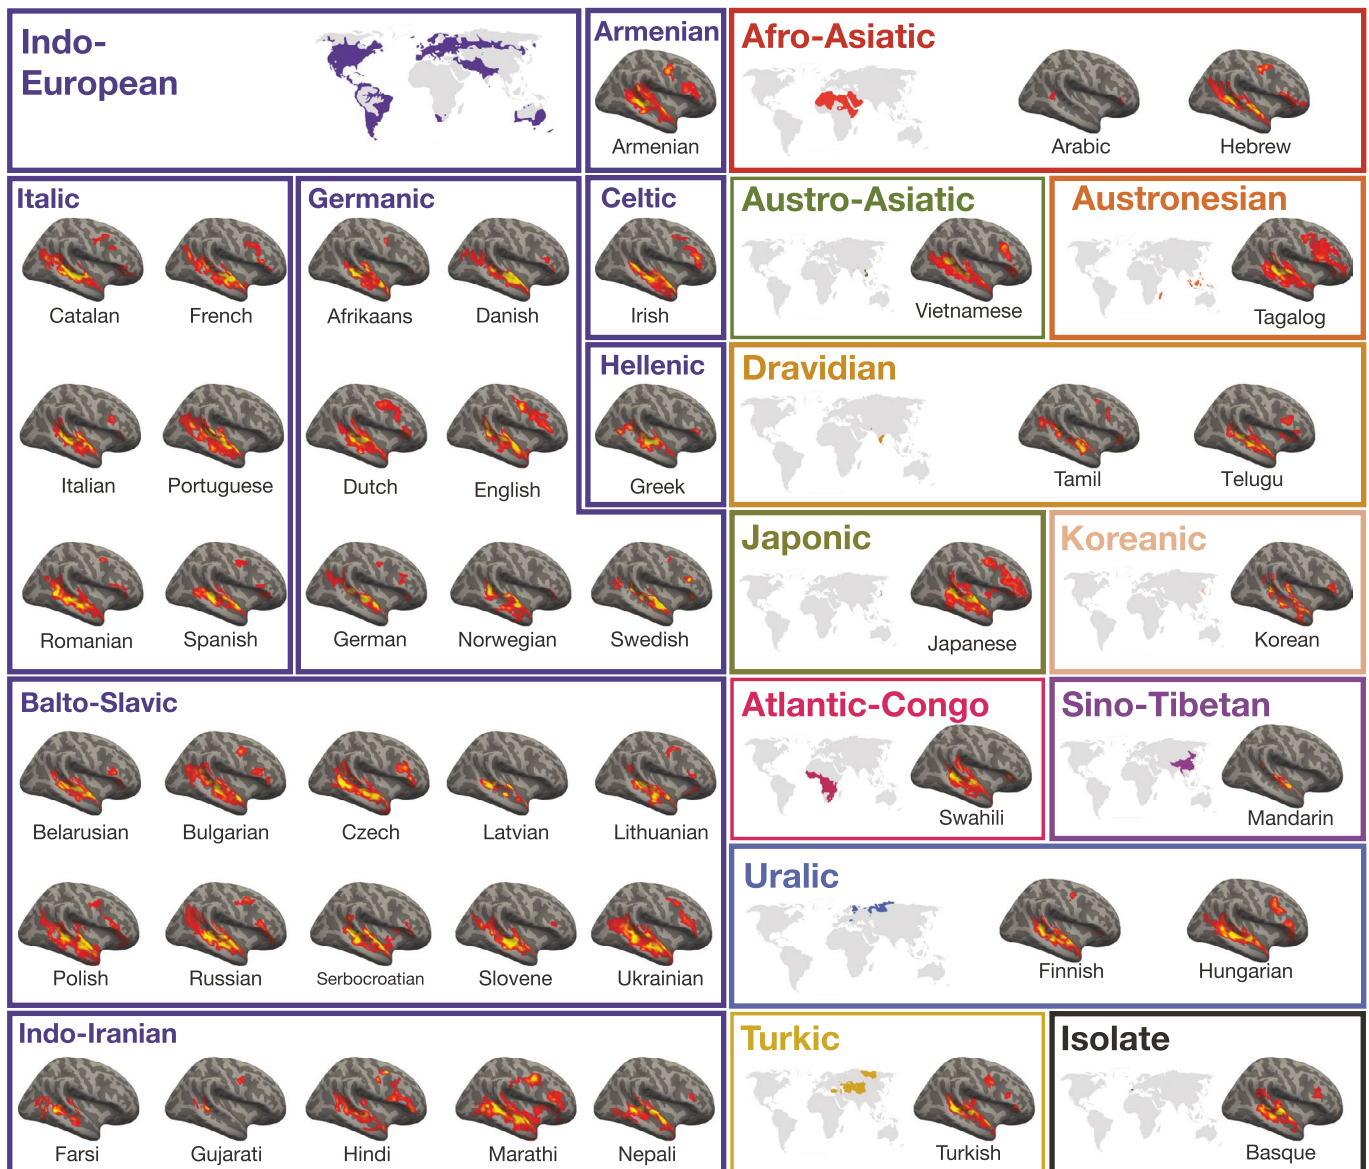 Indo-
European
Armenian
Armenian
Afro-Asiatic
Arabic
Hebrew
Italic
Catalan
French
Italian
Portuguese
Romanian
Spanish
Germanic
Afrikaans
Danish
Dutch
English
German
Norwegian
Swedish
Celtic
Irish
Hellenic
Greek
Austro-Asiatic
Vietnamese
Austronesian
Tagalog
Dravidian
Tamil
Telugu
Japonic
Japanese
Koreanic
Korean
Balto-Slavic
Belarusian
Bulgarian
Czech
Latvian
Lithuanian
Polish
Russian
Serbocroatian
Slovene
Ukrainian
Atlantic-Congo
Swahili
Sino-Tibetan
Mandarin
Uralic
Finnish
Hungarian
Indo-Iranian
Farsi
Gujarati
Hindi
Marathi
Nepali
Turkic
Turkish
Isolate
Basque